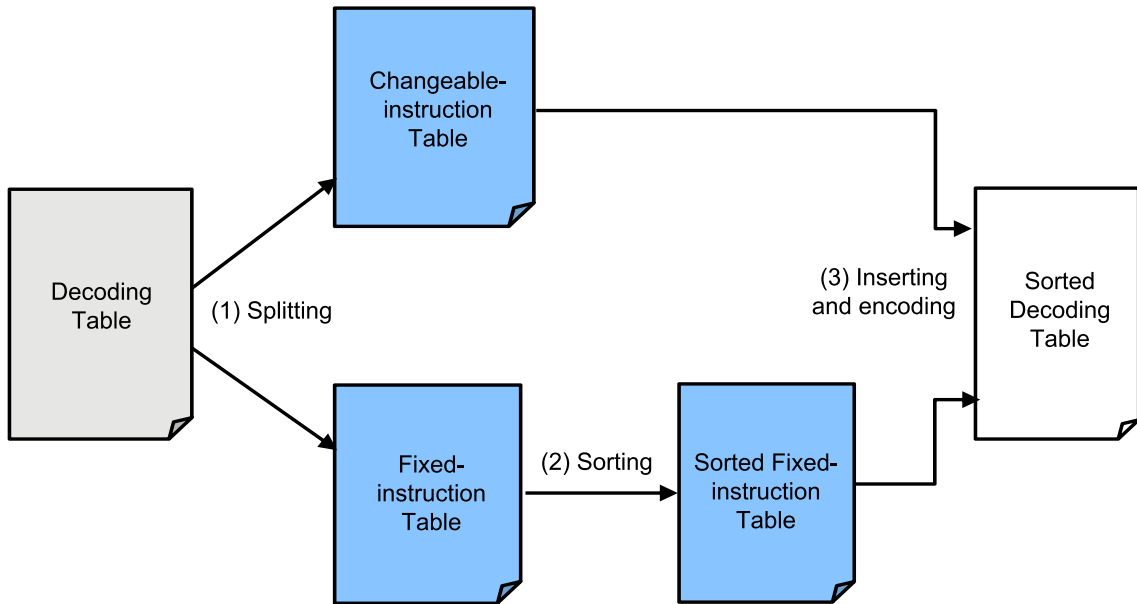 Changeable-
instruction
Table
Decoding
Table
(1) Splitting
(3) Inserting
and encoding
Sorted
Decoding
Table
Fixed-
instruction
Table
(2) Sorting
Sorted Fixed-
instruction
Table